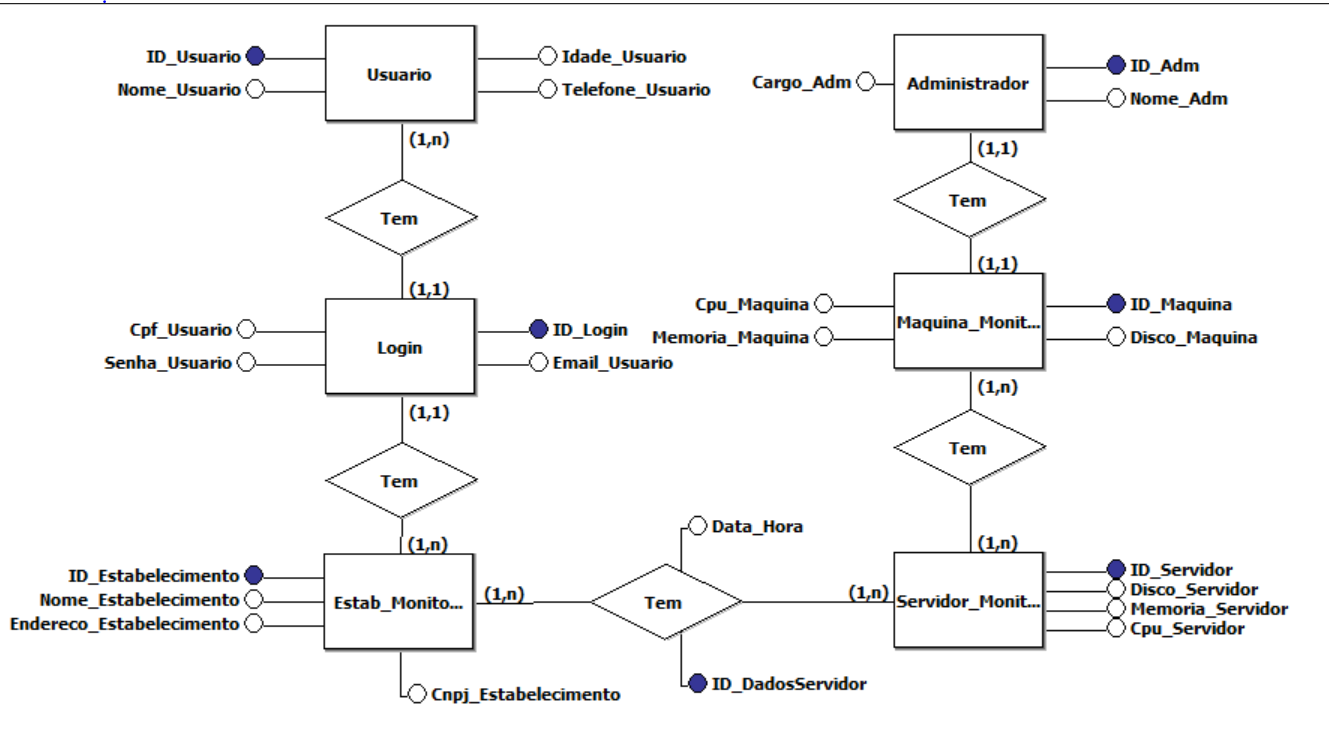 ID_Usuario
Nome_Usuario
Usuario
Idade_Usuario
Telefone_Usuario
(1,n)
Tem
(1,1)
Cpf_Usuario
Senha_Usuario
Login
ID_Login
Email_Usuario
(1,1)
Tem
(1,n)
ID_Estabelecimento
Nome_Estabelecimento
Endereco_Estabelecimento
Estab_Monito...
Cnpj_Estabelecimento
(1,n)
Data_Hora
Tem
ID_DadosServidor
(1,n)
Cargo_Adm
Administrador
ID_Adm
Nome_Adm
(1,1)
Tem
(1,1)
Cpu_Maquina
Memoria_Maquina
Maquina_Monit...
ID_Maquina
Disco_Maquina
(1,n)
Tem
(1,n)
Servidor_Monit...
ID_Servidor
Disco_Servidor
Memoria_Servidor
Cpu_Servidor